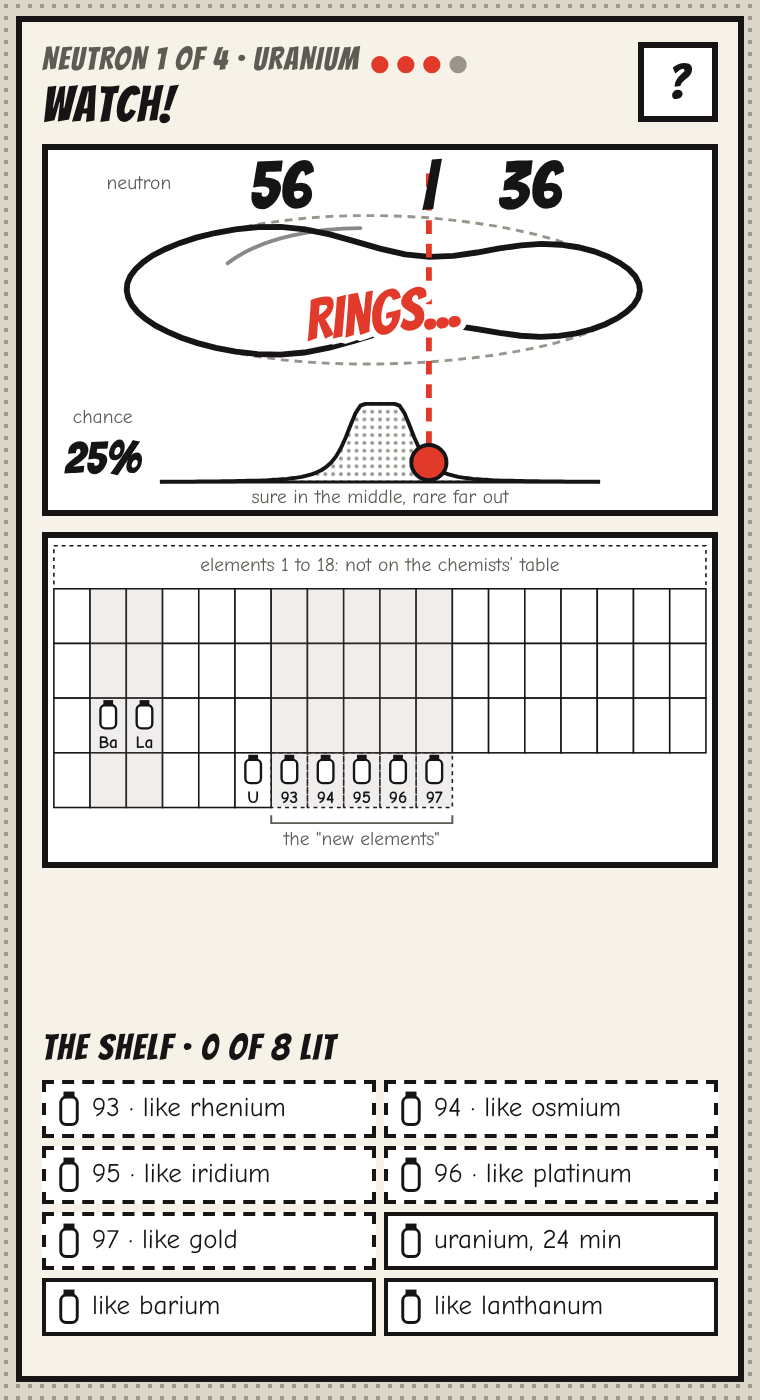 NEUTRON 1 OF 4 · URANIUM
WATCH!
?
neutron
56 / 36
RINGS...
chance
25%
sure in the middle, rare far out
elements 1 to 18: not on the chemists' table
Ba La
U 93 94 95 96 97
the "new elements"
THE SHELF · 0 OF 8 LIT
93 · like rhenium
94 · like osmium
95 · like iridium
96 · like platinum
97 · like gold
uranium, 24 min
like barium
like lanthanum